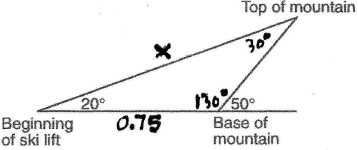 Top of mountain
x
30°
20°
130°
50°
Beginning
of ski lift
0.75
Base of
mountain